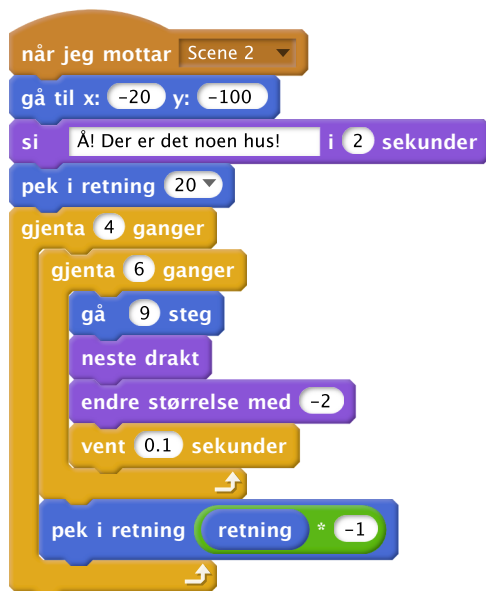 når jeg mottar Scene 2
gå til x: -20 y: -100
si Å! Der er det noen hus! i 2 sekunder
pek i retning 20
gjenta 4 ganger
gjenta 6 ganger
gå 9 steg
neste drakt
endre størrelse med -2
vent 0.1 sekunder
pek i retning retning * -1